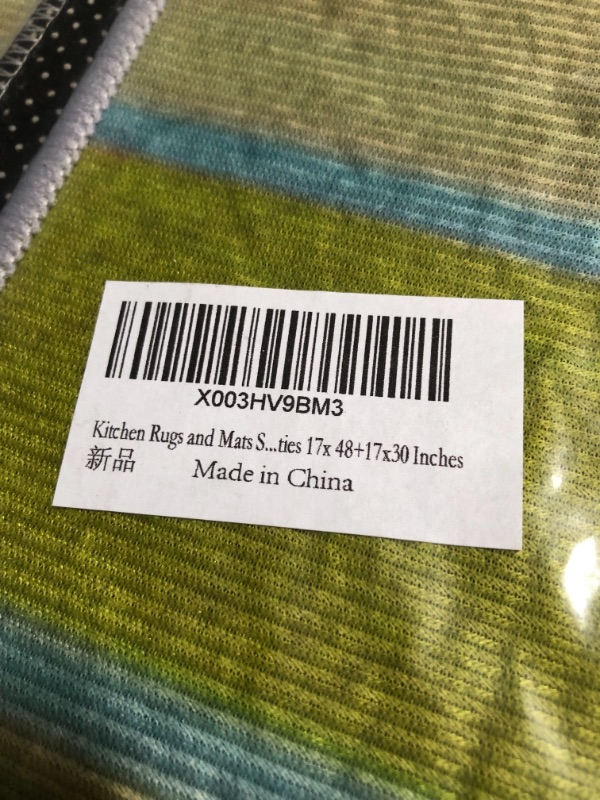 X003HV9BM3
Kitchen Rugs and Mats S...ties 17x 48+17x30 Inches
新品 Made in China